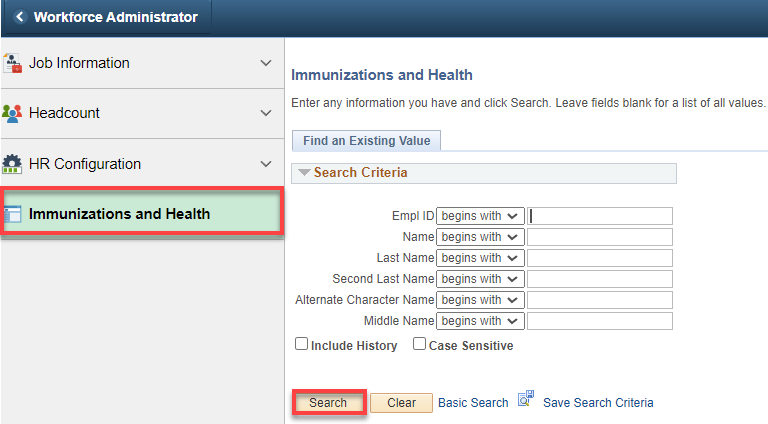 Workforce Administrator
Job Information
Headcount
HR Configuration
Immunizations and Health
Immunizations and Health
Enter any information you have and click Search. Leave fields blank for a list of all values.
Find an Existing Value
Search Criteria
Empl ID begins with
Name begins with
Last Name begins with
Second Last Name begins with
Alternate Character Name begins with
Middle Name begins with
Include History Case Sensitive
Search Clear Basic Search Save Search Criteria